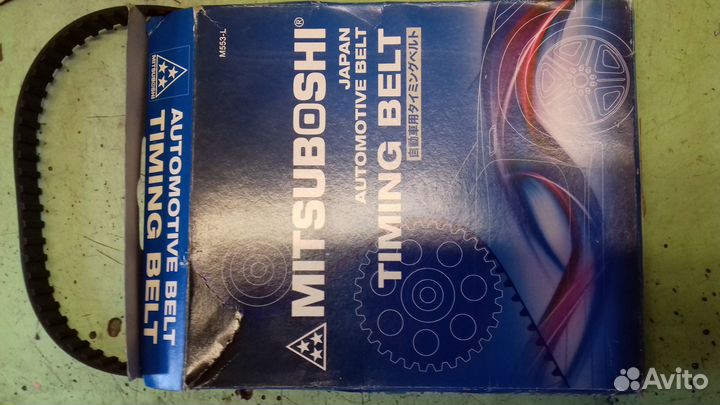 MITSUBOSHI
AUTOMOTIVE BELT
TIMING BELT
M553-L
MITSUBOSHI®
JAPAN
AUTOMOTIVE BELT
TIMING BELT
自動車用タイミングベルト
Avito